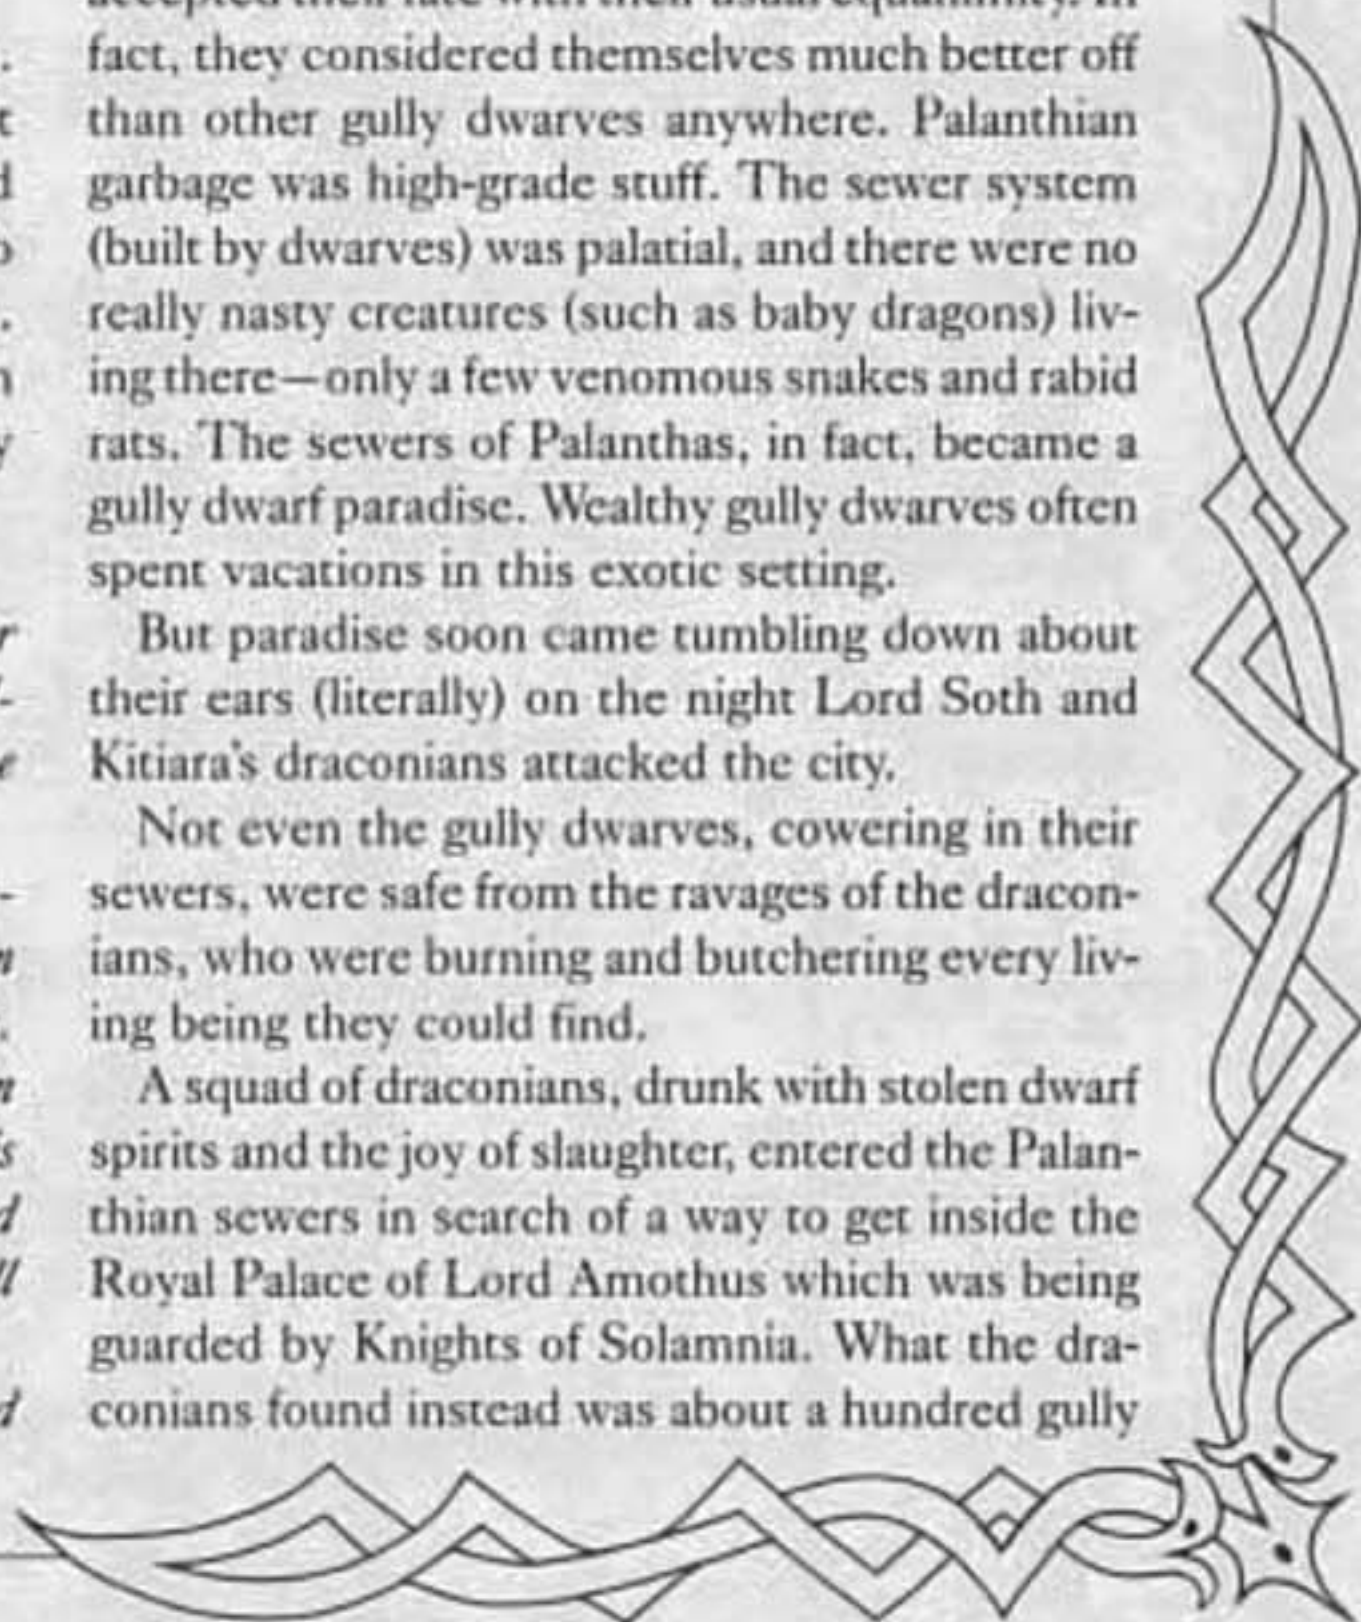 accepted their fate with their usual equanimity. In
fact, they considered themselves much better off
than other gully dwarves anywhere. Palanthian
garbage was high-grade stuff. The sewer system
(built by dwarves) was palatial, and there were no
really nasty creatures (such as baby dragons) liv-
ing there—only a few venomous snakes and rabid
rats. The sewers of Palanthas, in fact, became a
gully dwarf paradise. Wealthy gully dwarves often
spent vacations in this exotic setting.
But paradise soon came tumbling down about
their ears (literally) on the night Lord Soth and
Kitiara's draconians attacked the city.
Not even the gully dwarves, cowering in their
sewers, were safe from the ravages of the dracon-
ians, who were burning and butchering every liv-
ing being they could find.
A squad of draconians, drunk with stolen dwarf
spirits and the joy of slaughter, entered the Palan-
thian sewers in search of a way to get inside the
Royal Palace of Lord Amothus which was being
guarded by Knights of Solamnia. What the dra-
conians found instead was about a hundred gully